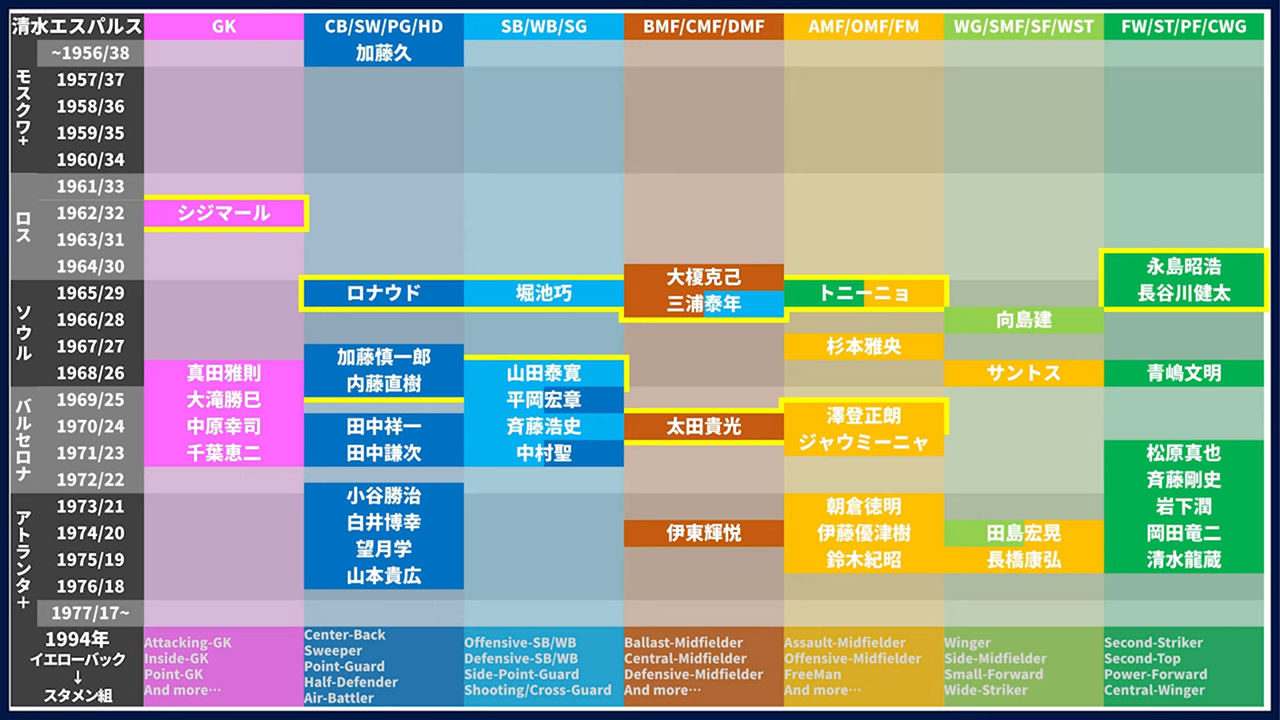 清水エスパルス GK CB/SW/PG/HD SB/WB/SG BMF/CMF/DMF AMF/OMF/FM WG/SMF/SF/WST FW/ST/PF/CWG
~1956/38 加藤久
モスクワ+
1957/37
1958/36
1959/35
1960/34
ロス
1961/33
1962/32 シジマール
1963/31
1964/30 大榎克己 永島昭浩
ソウル
1965/29 ロナウド 堀池巧 三浦泰年 トニーニョ 長谷川健太
1966/28 向島建
1967/27 加藤慎一郎 杉本雅央
1968/26 真田雅則 内藤直樹 山田泰寛 サントス 青嶋文明
バルセロナ
1969/25 大滝勝巳 平岡宏章 澤登正朗
1970/24 中原幸司 田中祥一 斉藤浩史 太田貴光 ジャウミーニャ
1971/23 千葉恵二 田中謙次 中村聖 松原真也
1972/22 小谷勝治 斉藤剛史
アトランタ+
1973/21 白井博幸 朝倉徳明 岩下潤
1974/20 望月学 伊東輝悦 伊藤優津樹 田島宏晃 岡田竜二
1975/19 山本貴広 鈴木紀昭 長橋康弘 清水龍蔵
1976/18
1977/17~
1994年
イエローバック
↓
スタメン組
Attacking-GK
Inside-GK
Point-GK
And more…
Center-Back
Sweeper
Point-Guard
Half-Defender
Air-Battler
Offensive-SB/WB
Defensive-SB/WB
Side-Point-Guard
Shooting/Cross-Guard
Ballast-Midfielder
Central-Midfielder
Defensive-Midfielder
And more…
Assault-Midfielder
Offensive-Midfielder
FreeMan
And more…
Winger
Side-Midfielder
Small-Forward
Wide-Striker
Second-Striker
Second-Top
Power-Forward
Central-Winger